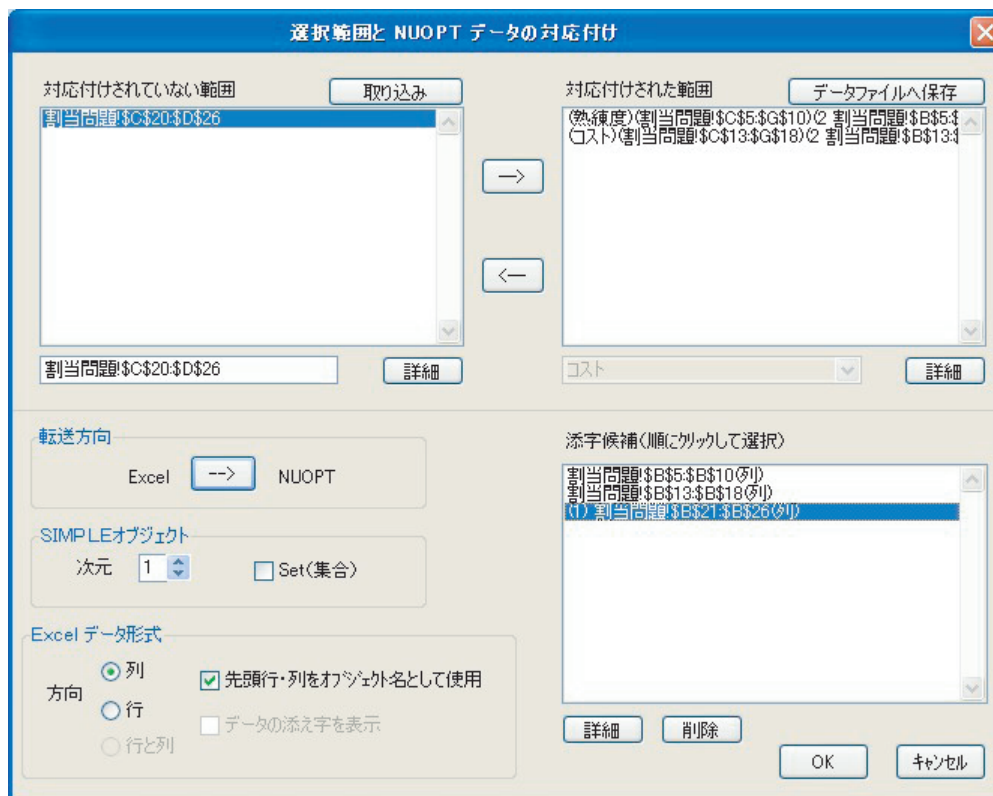 選択範囲と NUOPT データの対応付け
対応付けされていない範囲
取り込み
割当問題!$C$20:$D$26
割当問題!$C$20:$D$26
詳細
-->
<--
対応付けされた範囲
データファイルへ保存
(熟練度)(割当問題!$C$5:$G$10)(2 割当問題!$B$5:$
(コスト)(割当問題!$C$13:$G$18)(2 割当問題!$B$13:$
コスト
詳細
転送方向
Excel --> NUOPT
SIMPLEオブジェクト
次元 1 Set(集合)
Excel データ形式
方向
列
行
行と列
先頭行・列をオブジェクト名として使用
データの添え字を表示
添字候補(順にクリックして選択)
割当問題!$B$5:$B$10(列)
割当問題!$B$13:$B$18(列)
(1) 割当問題!$B$21:$B$26(列)
詳細
削除
OK
キャンセル